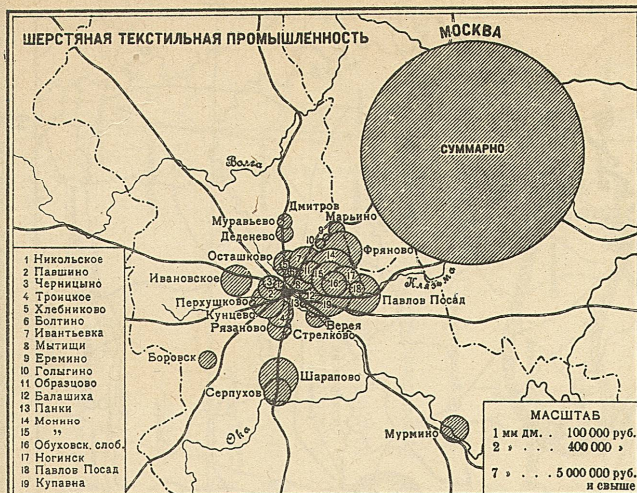 ШЕРСТЯНАЯ ТЕКСТИЛЬНАЯ ПРОМЫШЛЕННОСТЬ
МОСКВА
СУММАРНО
Волга
Дмитров
Муравьево
Марьино
Деденево
Осташково
Фряново
Ивановское
Клязьма
Павлов Посад
Перхушково
Кунцево
Верея
Рязаново
Стрелково
Боровск
Шарапово
Серпухов
Ока
Мурмино
1 Никольское
2 Павшино
3 Черницыно
4 Троицкое
5 Хлебниково
6 Болтино
7 Ивантьевка
8 Мытищи
9 Еремино
10 Голыгино
11 Образцово
12 Балашиха
13 Панки
14 Монино
15 "
16 Обуховск. слоб.
17 Ногинск
18 Павлов Посад
19 Купавна
МАСШТАБ
1 мм дм. . 100 000 руб.
2 » . . . . 400 000 »
7 » . . . 5 000 000 руб.
и свыше